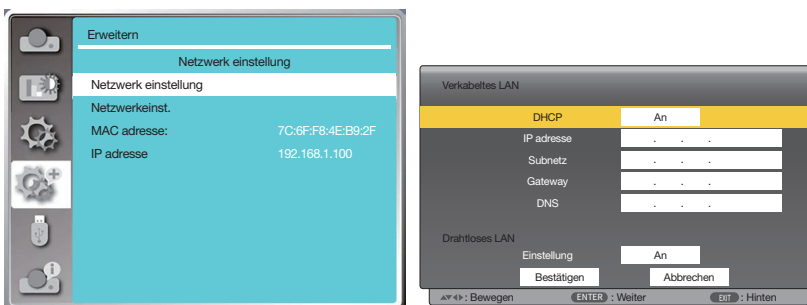 Erweitern
Netzwerk einstellung
Netzwerk einstellung
Netzwerkeinst.
MAC adresse: 7C:6F:F8:4E:B9:2F
IP adresse 192.168.1.100
Verkabeltes LAN
DHCP An
IP adresse . . .
Subnetz . . .
Gateway . . .
DNS . . .
Drahtloses LAN
Einstellung An
Bestätigen Abbrechen
: Bewegen ENTER : Weiter EXIT : Hinten